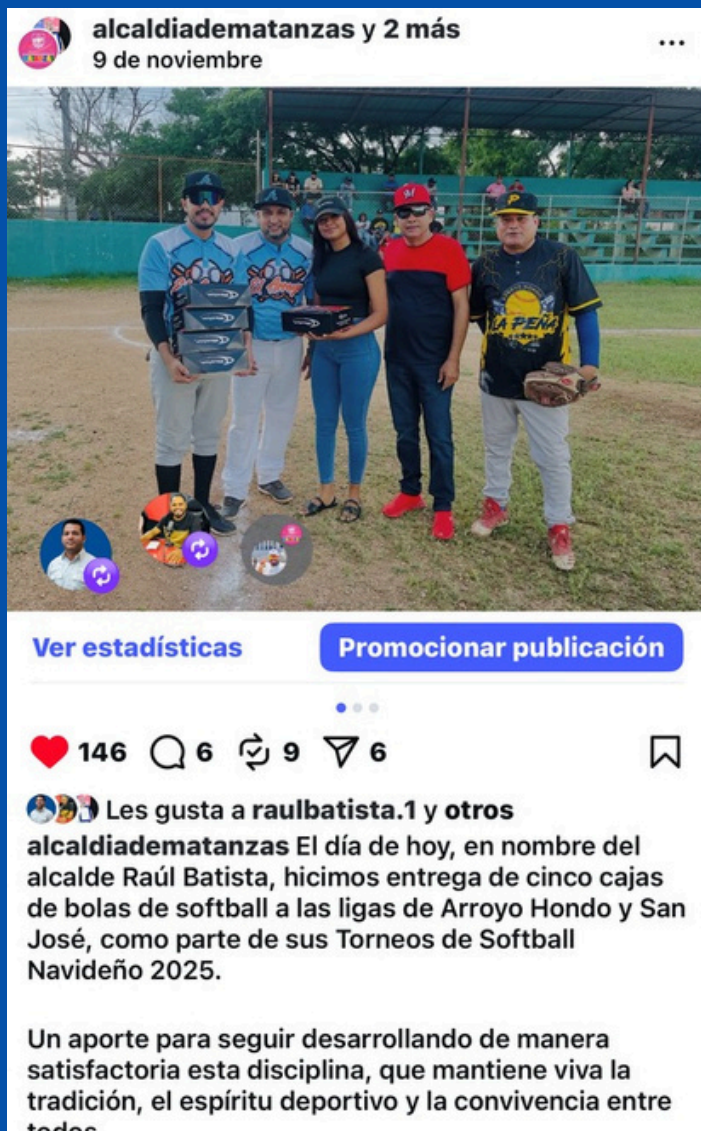 alcaldiadematanzas y 2 más
9 de noviembre
LA PEÑA
Ver estadísticas
Promocionar publicación
146 6 9 6
Les gusta a raulbatista.1 y otros
alcaldiadematanzas El día de hoy, en nombre del
alcalde Raúl Batista, hicimos entrega de cinco cajas
de bolas de softball a las ligas de Arroyo Hondo y San
José, como parte de sus Torneos de Softball
Navideño 2025.
Un aporte para seguir desarrollando de manera
satisfactoria esta disciplina, que mantiene viva la
tradición, el espíritu deportivo y la convivencia entre